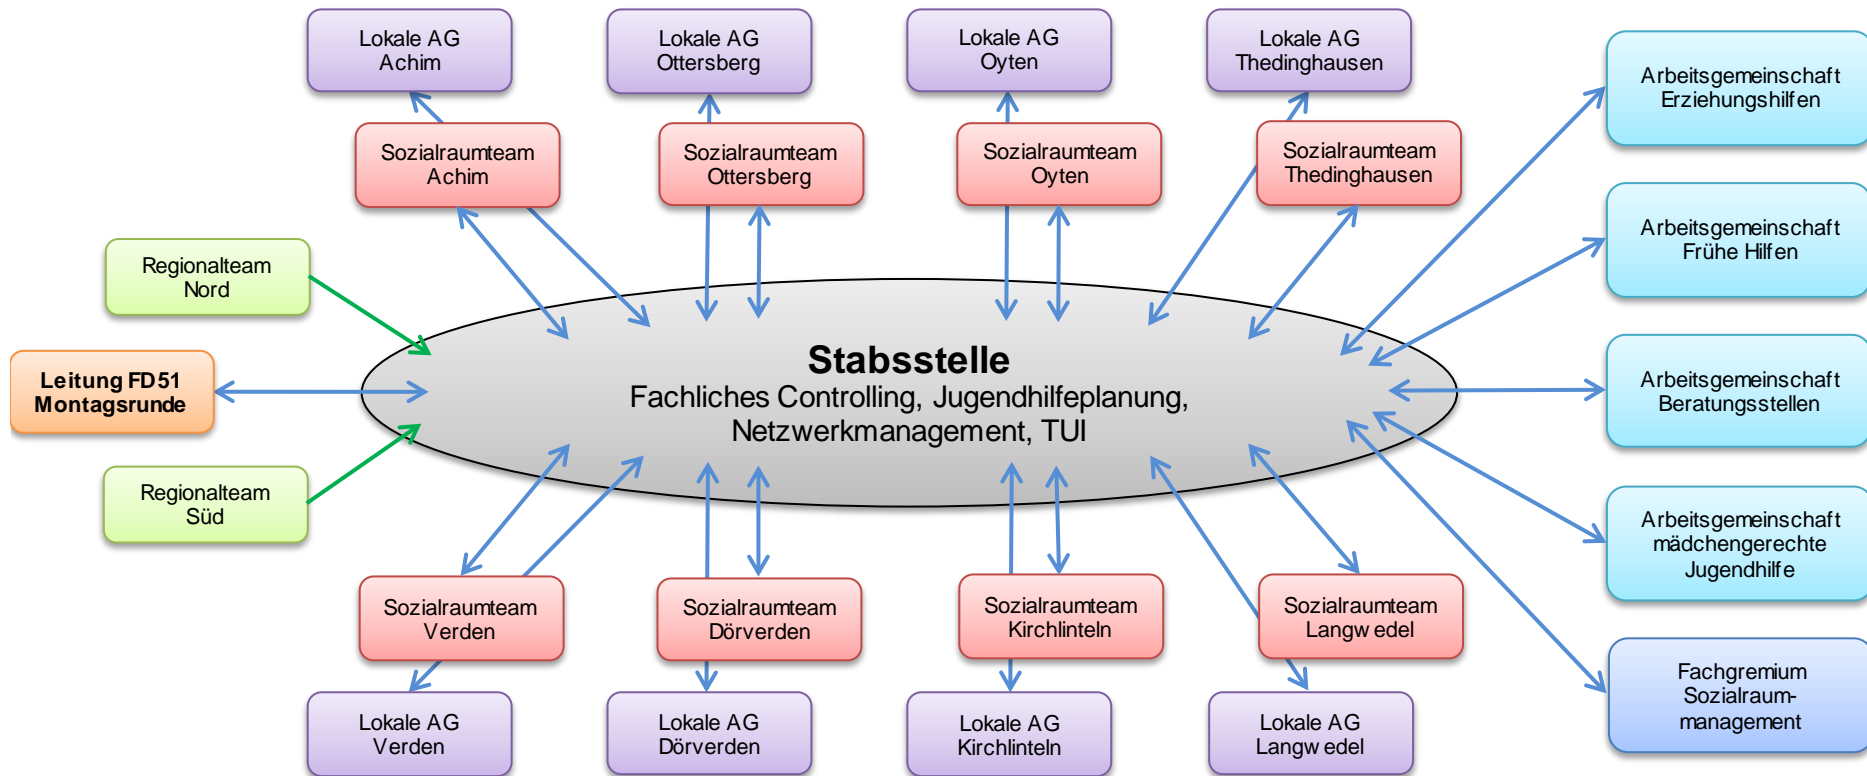 Lokale AG
Achim
Lokale AG
Ottersberg
Lokale AG
Oyten
Lokale AG
Thedinghausen
Arbeitsgemeinschaft
Erziehungshilfen
Sozialraumteam
Achim
Sozialraumteam
Ottersberg
Sozialraumteam
Oyten
Sozialraumteam
Thedinghausen
Arbeitsgemeinschaft
Frühe Hilfen
Regionalteam
Nord
Leitung FD51
Montagsrunde
Stabsstelle
Fachliches Controlling, Jugendhilfeplanung,
Netzwerkmanagement, TUI
Arbeitsgemeinschaft
Beratungsstellen
Regionalteam
Süd
Arbeitsgemeinschaft
mädchengerechte
Jugendhilfe
Sozialraumteam
Verden
Sozialraumteam
Dörverden
Sozialraumteam
Kirchlinteln
Sozialraumteam
Langwedel
Fachgremium
Sozialraum-
management
Lokale AG
Verden
Lokale AG
Dörverden
Lokale AG
Kirchlinteln
Lokale AG
Langwedel